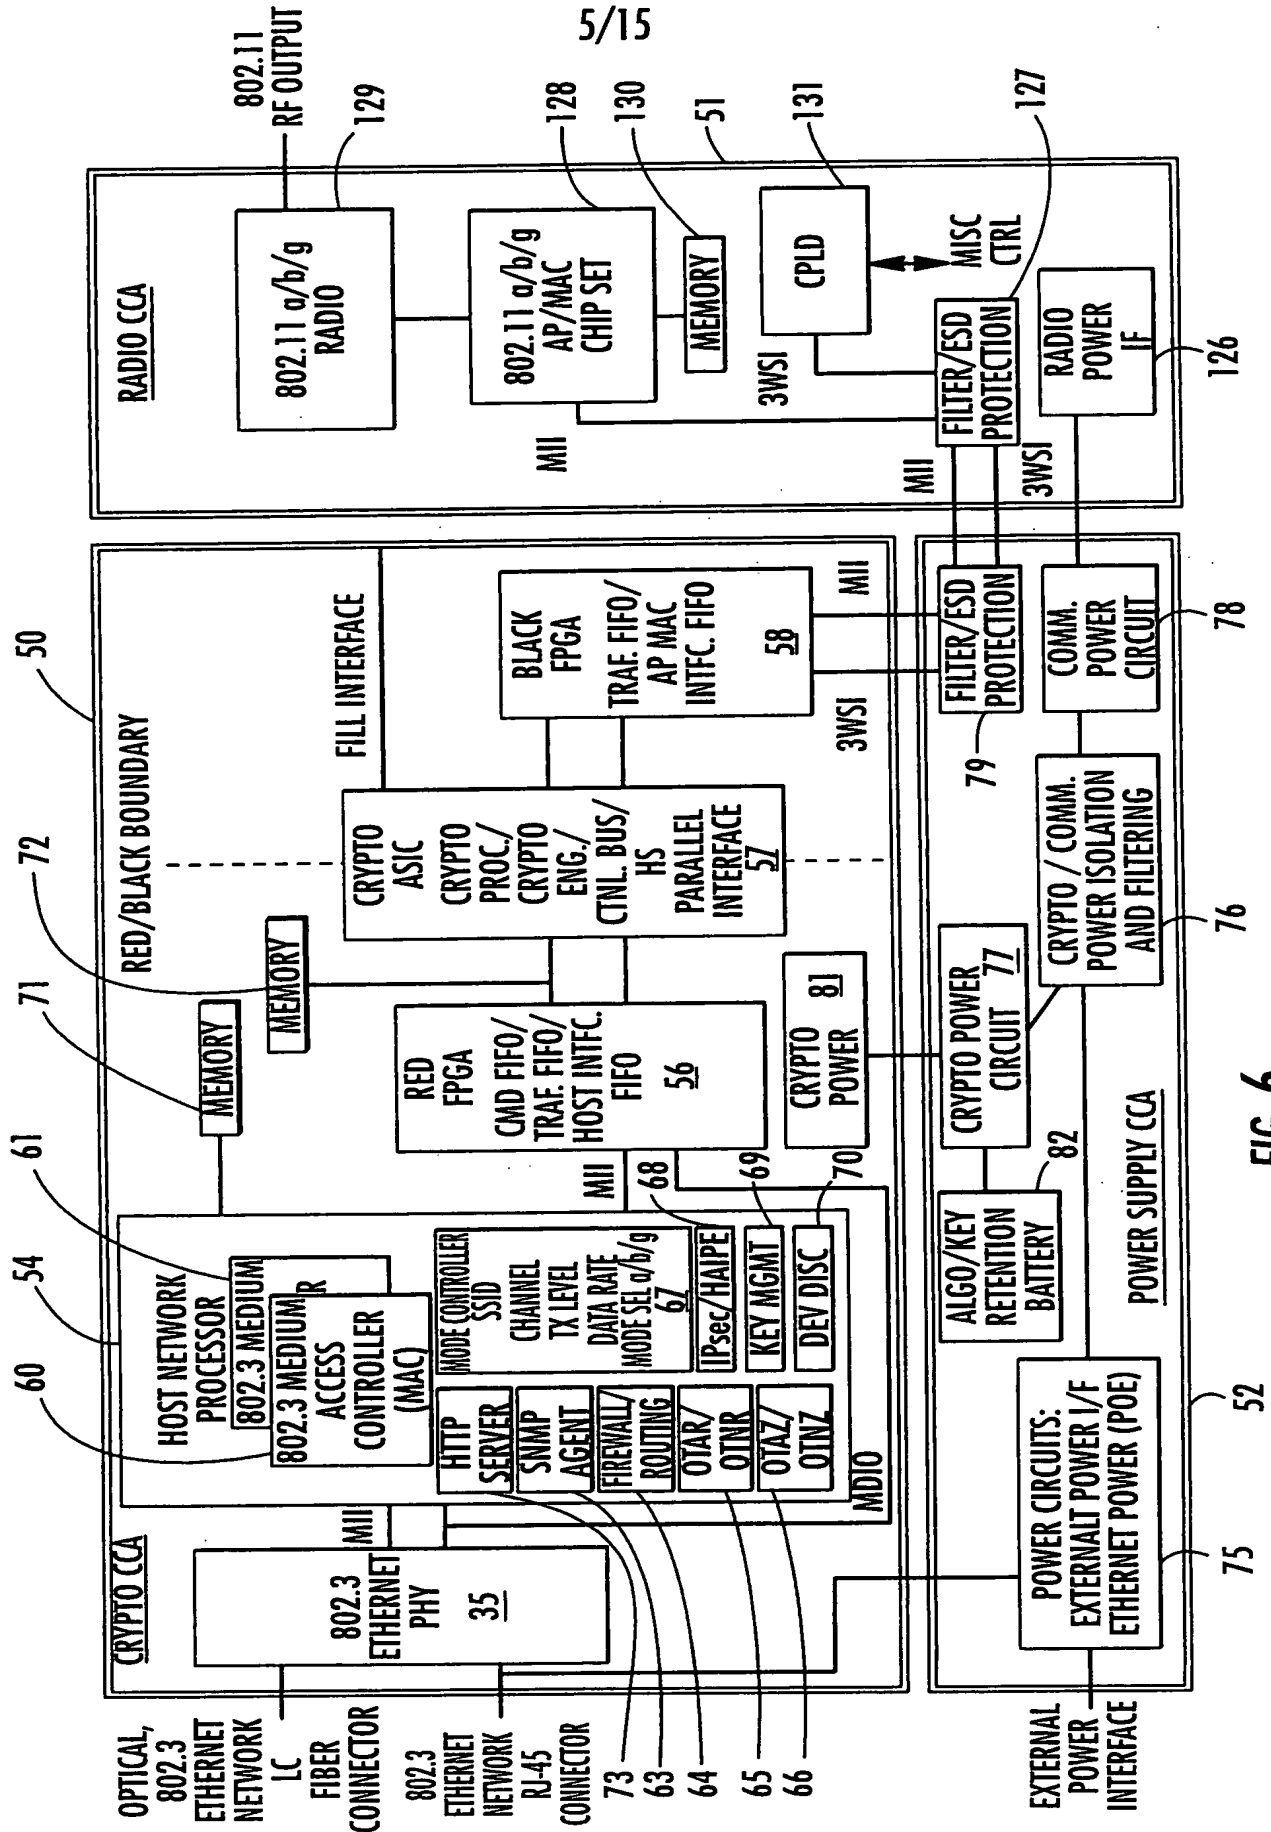 5/15
CRYPTO CCA
RED/BLACK BOUNDARY
50
54
60
61
71
72
OPTICAL,
802.3
ETHERNET
NETWORK
LC
FIBER
CONNECTOR
802.3
ETHERNET
NETWORK
RJ-45
CONNECTOR
802.3
ETHERNET
PHY
35
MII
MDIO
HOST NETWORK
PROCESSOR
802.3 MEDIUM
R
802.3 MEDIUM
ACCESS
CONTROLLER
(MAC)
HTTP
SERVER
SNMP
AGENT
FIREWALL/
ROUTING
OTAR/
OTNR
OTAZ/
OTNZ
73
63
64
65
66
MODE CONTROLLER
SSID
CHANNEL
TX LEVEL
DATA RATE
MODE SEL a/b/g
67
IPsec/HAIPE
KEY MGMT
DEV DISC
68
69
70
MII
MEMORY
MEMORY
RED
FPGA
CMD FIFO/
TRAF. FIFO/
HOST INTFC.
FIFO
56
CRYPTO
POWER
81
CRYPTO
ASIC
CRYPTO
PROC./
CRYPTO
ENG./
CTNL. BUS/
HS
PARALLEL
INTERFACE
57
FILL INTERFACE
BLACK
FPGA
TRAF. FIFO/
AP MAC
INTFC. FIFO
58
3WSI
MII
RADIO CCA
802.11
RF OUTPUT
802.11 a/b/g
RADIO
129
802.11 a/b/g
AP/MAC
CHIP SET
128
MEMORY
130
51
CPLD
131
MISC
CTRL
MII
3WSI
FILTER/ESD
PROTECTION
127
MII
3WSI
RADIO
POWER
IF
126
EXTERNAL
POWER
INTERFACE
POWER CIRCUITS:
EXTERNALT POWER I/F
ETHERNET POWER (POE)
75
52
POWER SUPPLY CCA
ALGO/KEY
RETENTION
BATTERY
82
CRYPTO POWER
CIRCUIT
77
CRYPTO / COMM.
POWER ISOLATION
AND FILTERING
76
FILTER/ESD
PROTECTION
79
COMM.
POWER
CIRCUIT
78
FIG. 6